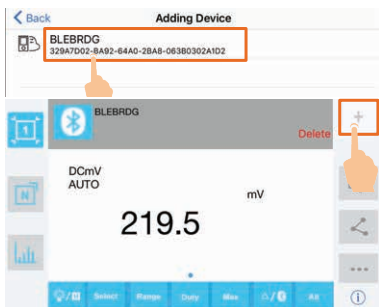 Back
Adding Device
BLEBRDG
329A7D02-BA92-64A0-2BA8-063B0302A1D2
BLEBRDG
Delete
DCmV
AUTO
mV
219.5
Select
Range
Duty
Max